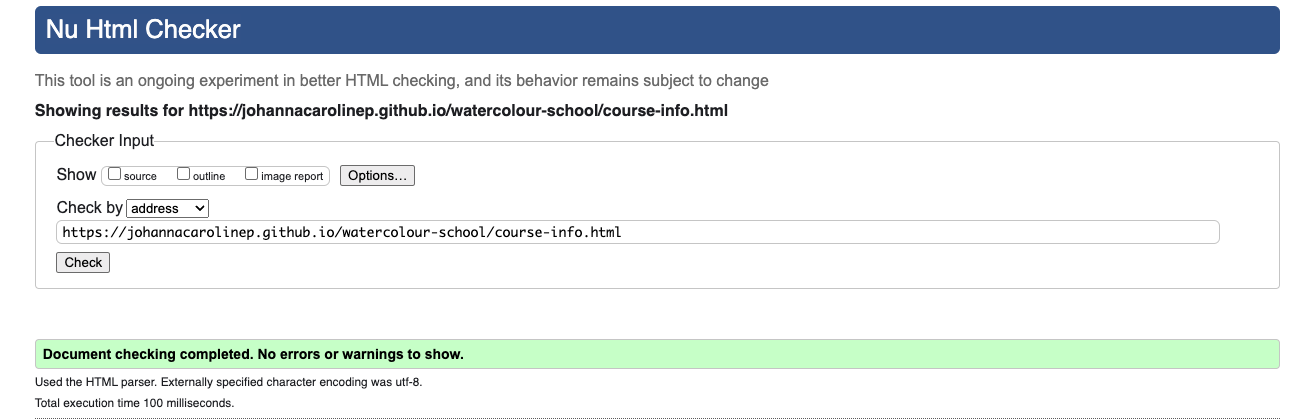 Nu Html Checker
This tool is an ongoing experiment in better HTML checking, and its behavior remains subject to change
Showing results for https://johannacarolinep.github.io/watercolour-school/course-info.html
Checker Input
Show source outline image report Options...
Check by address
https://johannacarolinep.github.io/watercolour-school/course-info.html
Check
Document checking completed. No errors or warnings to show.
Used the HTML parser. Externally specified character encoding was utf-8.
Total execution time 100 milliseconds.